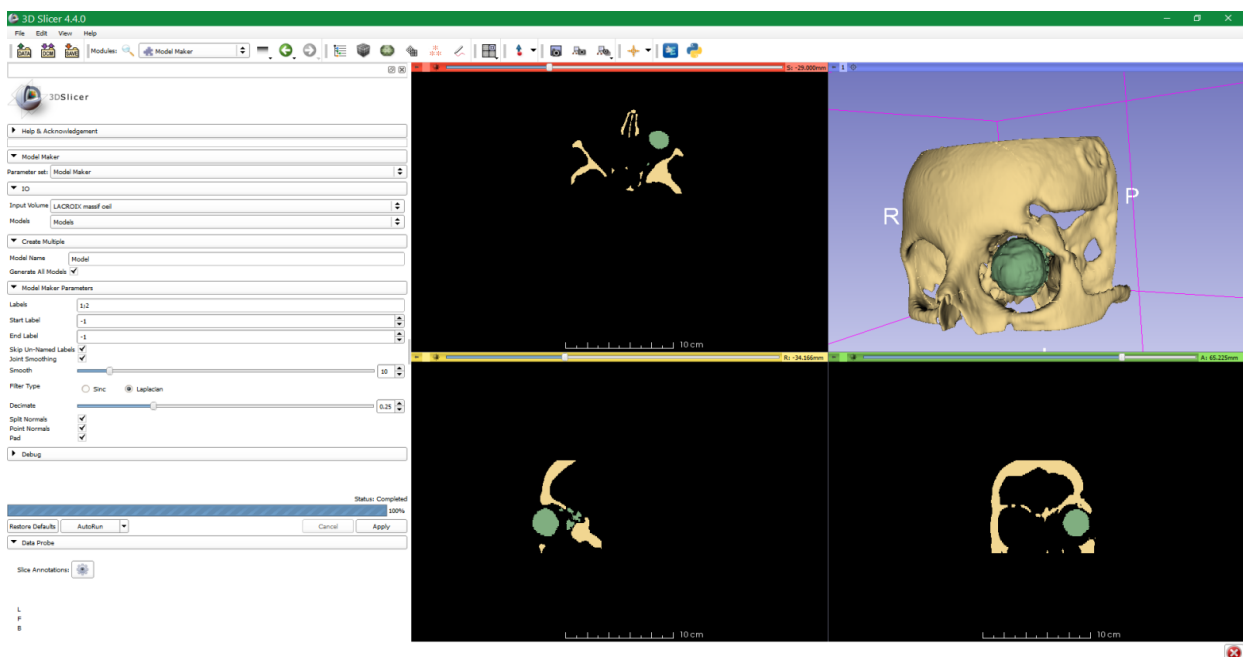 3D Slicer 4.4.0
File Edit View Help
DATA DCM SAVE Modules: Model Maker
3DSlicer
Help & Acknowledgement
Model Maker
Parameter set: Model Maker
IO
Input Volume LACROIX massif oeil
Models Models
Create Multiple
Model Name Model
Generate All Models
Model Maker Parameters
Labels 1;2
Start Label -1
End Label -1
Skip Un-Named Labels
Joint Smoothing
Smooth 10
Filter Type Sinc Laplacian
Decimate 0.25
Split Normals
Point Normals
Pad
Debug
Status: Completed
100%
Restore Defaults AutoRun Cancel Apply
Data Probe
Slice Annotations:
L
F
B
S: -29.000mm
10 cm
1
R
P
R: -34.166mm
10 cm
A: 65.225mm
10 cm